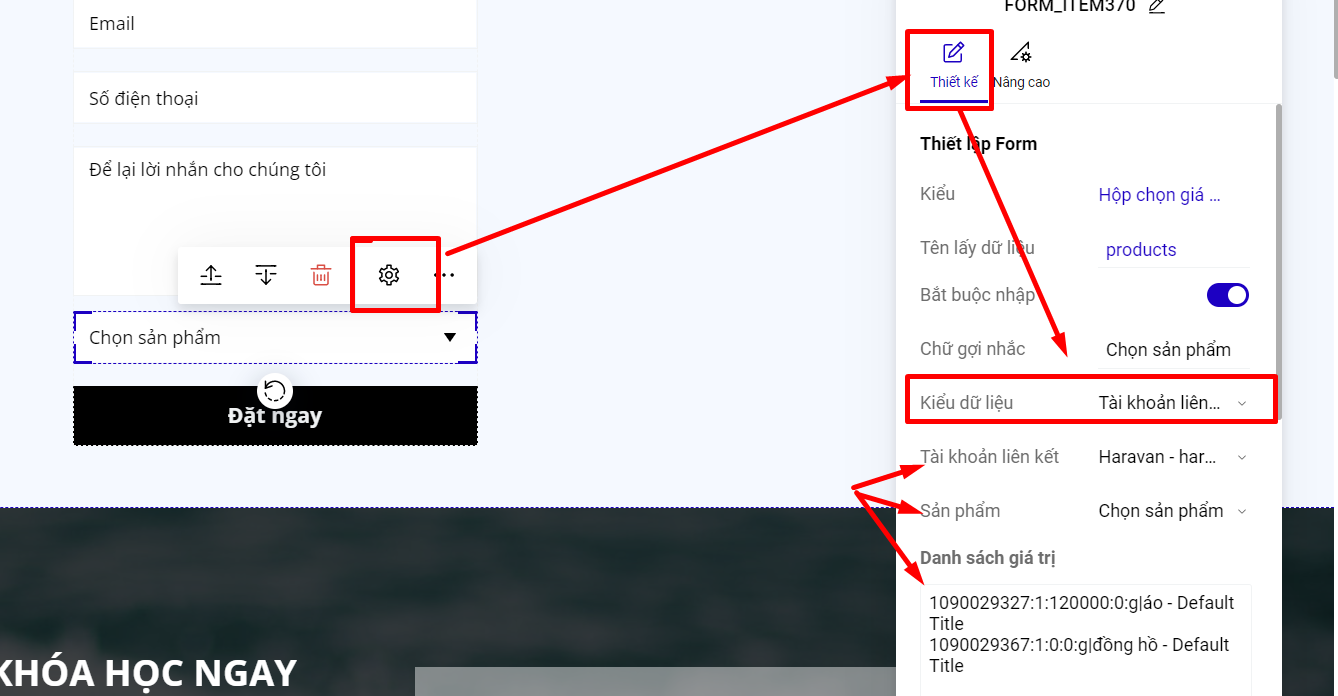 Email
Số điện thoại
Để lại lời nhắn cho chúng tôi
Chọn sản phẩm
Đặt ngay
KHÓA HỌC NGAY
FORM_ITEM370
Thiết kế
Nâng cao
Thiết lập Form
Kiểu
Hộp chọn giá ...
Tên lấy dữ liệu
products
Bắt buộc nhập
Chữ gợi nhắc
Chọn sản phẩm
Kiểu dữ liệu
Tài khoản liên...
Tài khoản liên kết
Haravan - har...
Sản phẩm
Chọn sản phẩm
Danh sách giá trị
1090029327:1:120000:0:g|áo - Default
Title
1090029367:1:0:0:g|đồng hồ - Default
Title